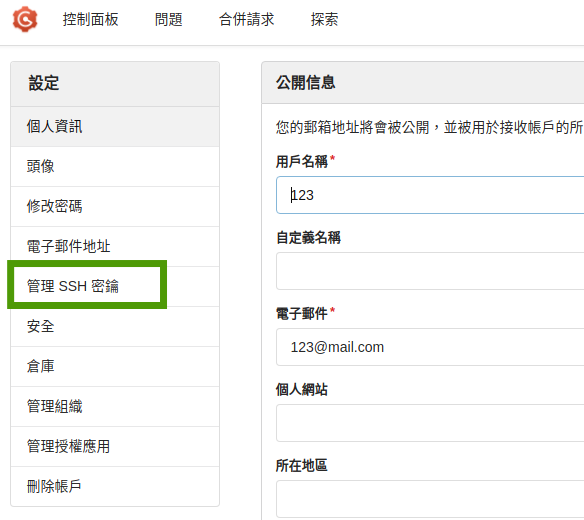 控制面板 問題 合併請求 探索
設定
個人資訊
頭像
修改密碼
電子郵件地址
管理 SSH 密鑰
安全
倉庫
管理組織
管理授權應用
刪除帳戶
公開信息
您的郵箱地址將會被公開，並被用於接收帳戶的所
用戶名稱*
123
自定義名稱
電子郵件*
123@mail.com
個人網站
所在地區